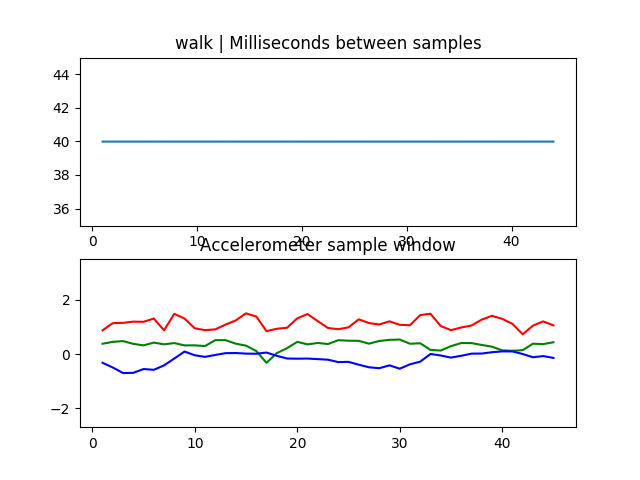 walk | Milliseconds between samples
44
42
40
38
36
0 10 20 30 40
Accelerometer sample window
2
0
−2
0 10 20 30 40